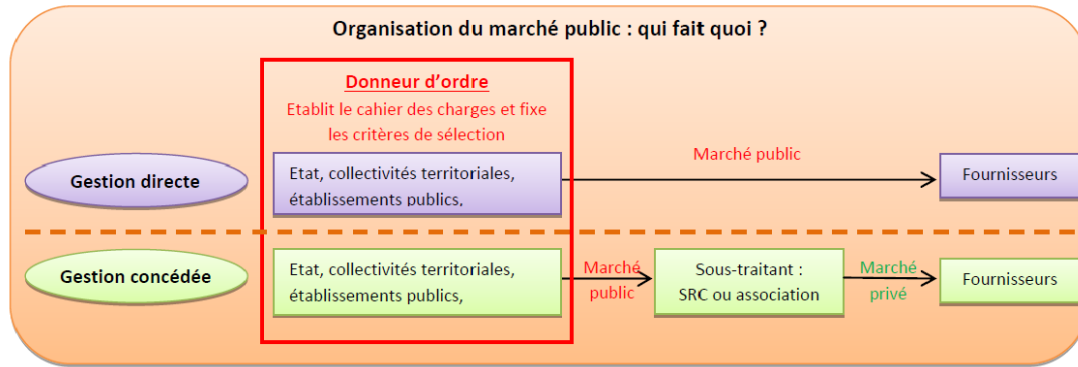 Organisation du marché public : qui fait quoi ?
Donneur d'ordre
Etablit le cahier des charges et fixe
les critères de sélection
Gestion directe
Etat, collectivités territoriales,
établissements publics,
Marché public
Fournisseurs
Gestion concédée
Etat, collectivités territoriales,
établissements publics,
Marché
public
Sous-traitant :
SRC ou association
Marché
privé
Fournisseurs